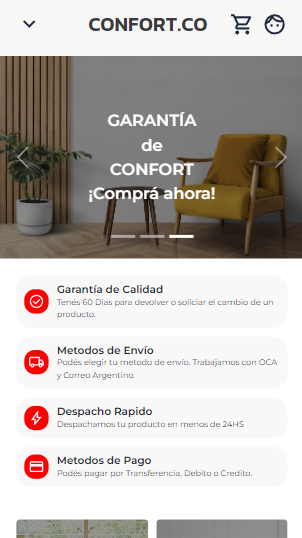 CONFORT.CO
GARANTÍA
de
CONFORT
¡Comprá ahora!
Garantía de Calidad
Tenés 60 Dias para devolver o soliciar el cambio de un
producto.
Metodos de Envío
Podés elegir tu metodo de envío. Trabajamos con OCA
y Correo Argentino.
Despacho Rapido
Despachamos tu producto en menos de 24HS
Metodos de Pago
Podés pagar por Transferencia, Debito o Credito.